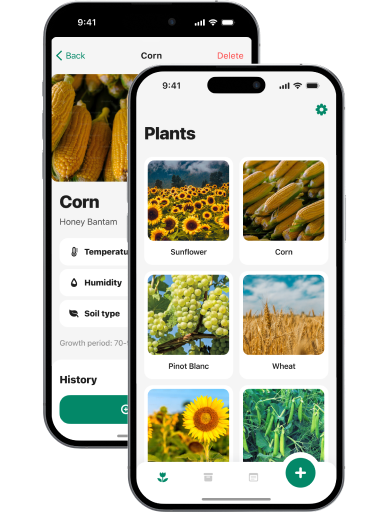 9:41
Back
Corn
Delete
Corn
Honey Bantam
Humidity
Soil type
Growth period: 70-
History
9:41
Plants
Sunflower
Corn
Pinot Blanc
Wheat